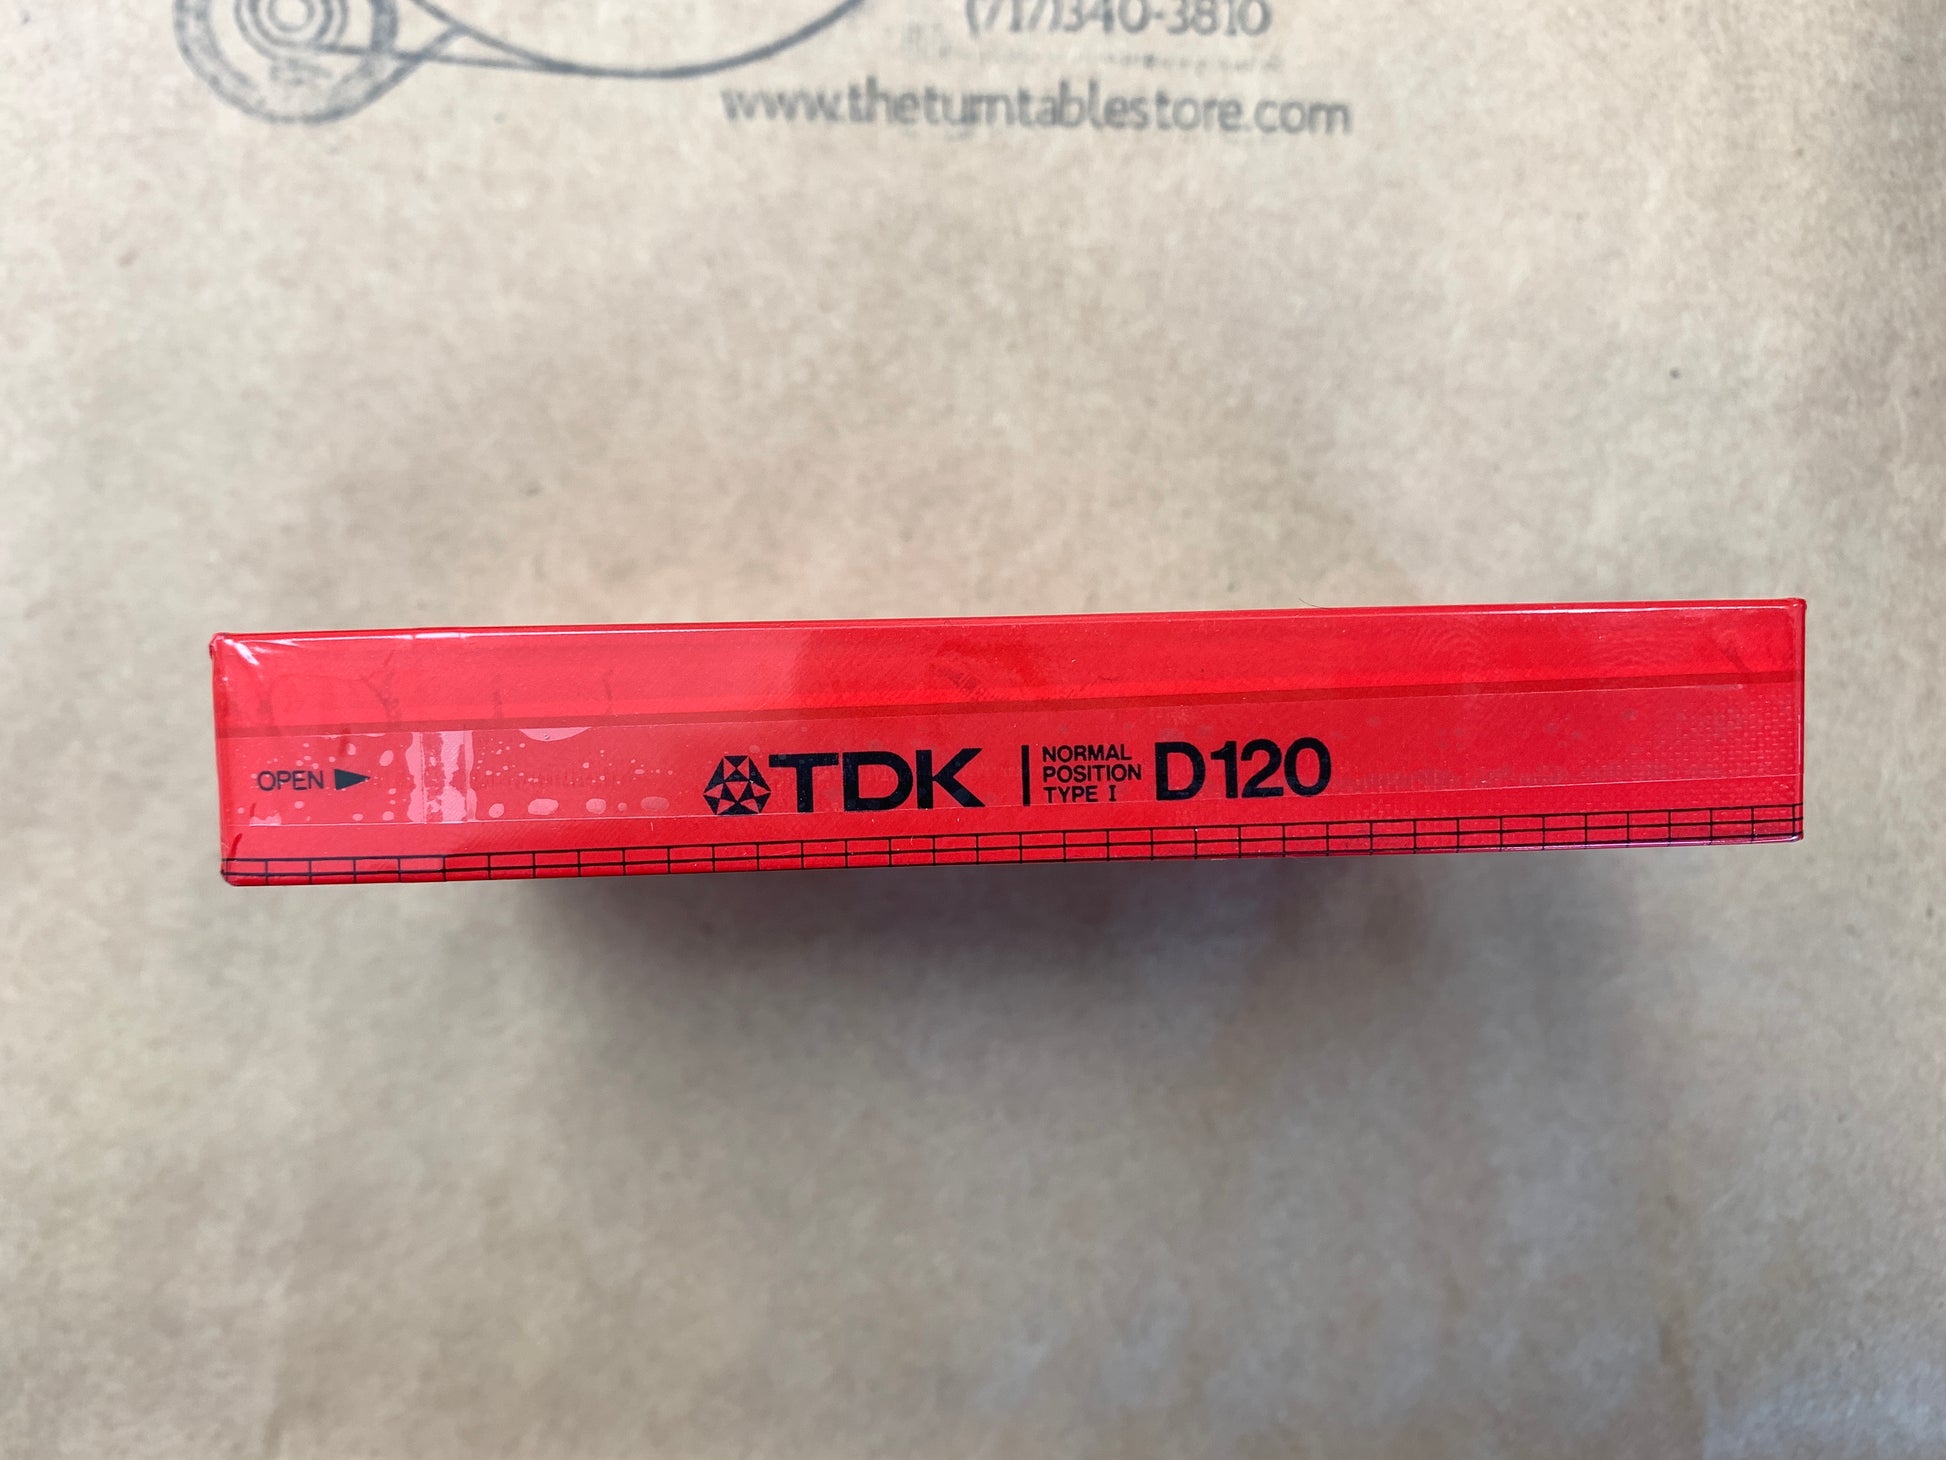 (717)340-3810
www.theturntablestore.com
OPEN
TDK
NORMAL
POSITION
TYPE I
D120